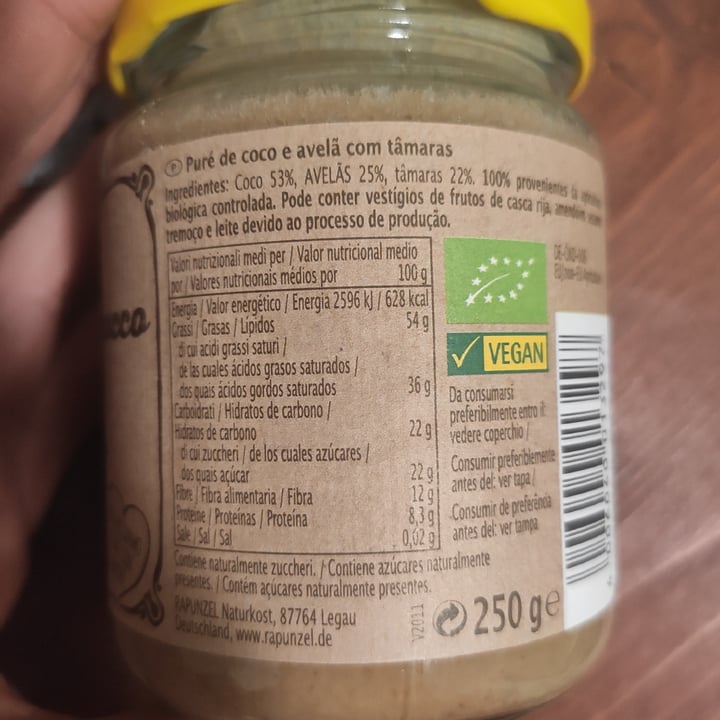 P Puré de coco e avelã com tâmaras
Ingredientes: Coco 53%, AVELÃS 25%, tâmaras 22%. 100% provenientes da
biológica controlada. Pode conter vestígios de frutos de casca rija, amendoim
tremoço e leite devido ao processo de produção.
Valori nutrizionali medi per / Valor nutricional médio
por / Valores nutricionais médios por 100 g
Energia / Valor energético / Energia 2596 kJ / 628 kcal
Grassi / Grasas / Lípidos 54 g
di cui acidi grassi saturi /
de las cuales ácidos grasos saturados /
dos quais ácidos gordos saturados 36 g
Carboidrati / Hidratos de carbono /
Hidratos de carbono 22 g
di cui zuccheri / de los cuales azúcares /
dos quais açúcar 22 g
Fibre / Fibra alimentaria / Fibra 12 g
Proteine / Proteínas / Proteína 8,3 g
Sale / Sal / Sal 0,02 g
Contiene naturalmente zuccheri. / Contiene azúcares naturalmente
presentes. / Contém açúcares naturalmente presentes.
RAPUNZEL Naturkost, 87764 Legau
Deutschland, www.rapunzel.de
VEGAN
Da consumarsi
preferibilmente entro il:
vedere coperchio /
Consumir preferiblemente
antes del: ver tapa /
Consumir de preferência
antes de: ver tampa
V2011
250 g e